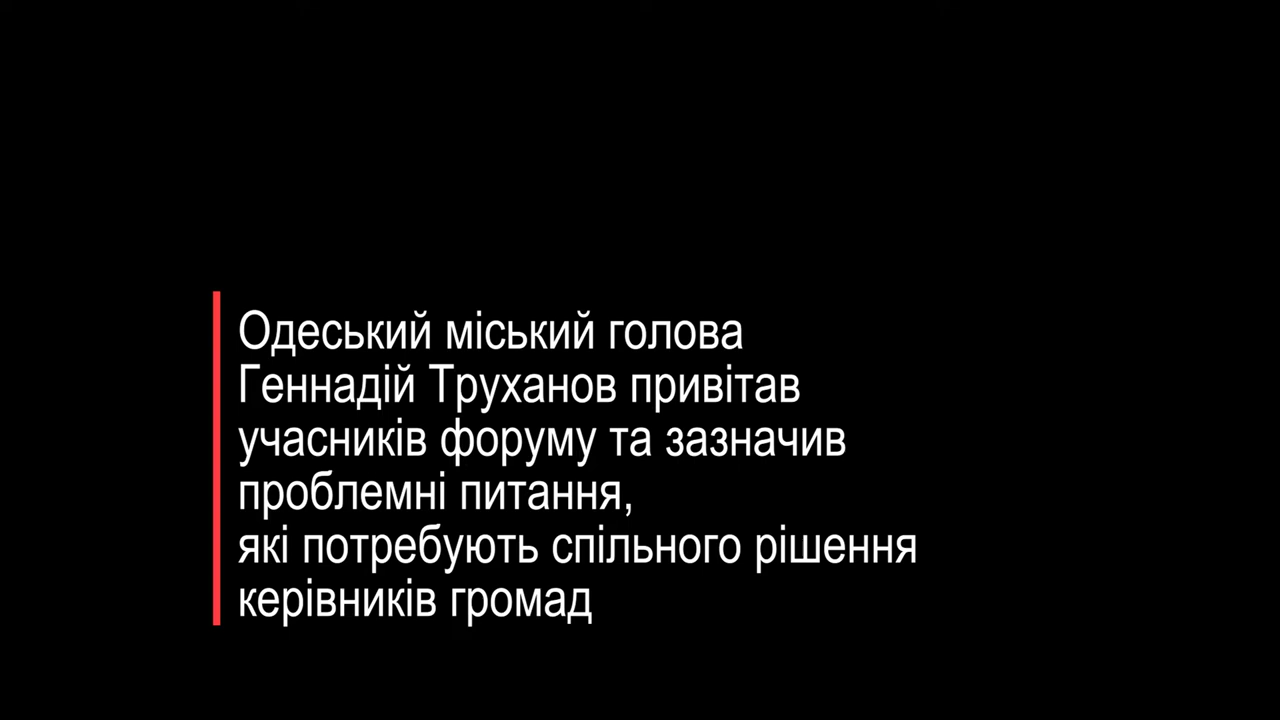 Одеський міський голова
Геннадій Труханов привітав
учасників форуму та зазначив
проблемні питання,
які потребують спільного рішення
керівників громад